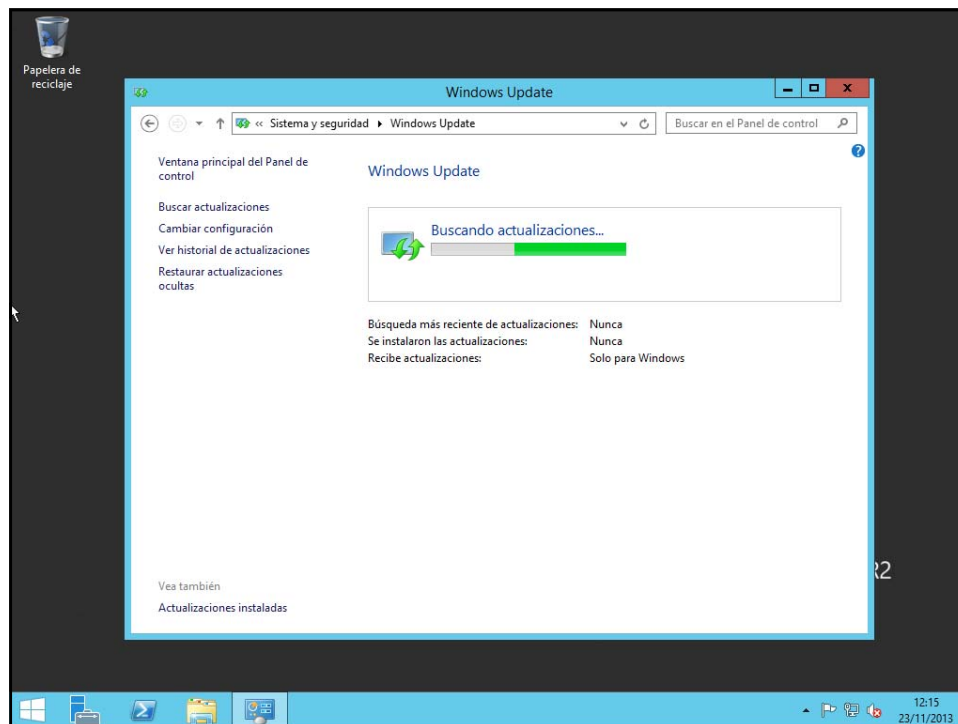 Papelera de
reciclaje
Windows Update
« Sistema y seguridad Windows Update
Buscar en el Panel de control
Ventana principal del Panel de
control
Windows Update
Buscar actualizaciones
Cambiar configuración
Ver historial de actualizaciones
Restaurar actualizaciones
ocultas
Buscando actualizaciones...
Búsqueda más reciente de actualizaciones: Nunca
Se instalaron las actualizaciones: Nunca
Recibe actualizaciones: Solo para Windows
R2
Vea también
Actualizaciones instaladas
12:15
23/11/2013